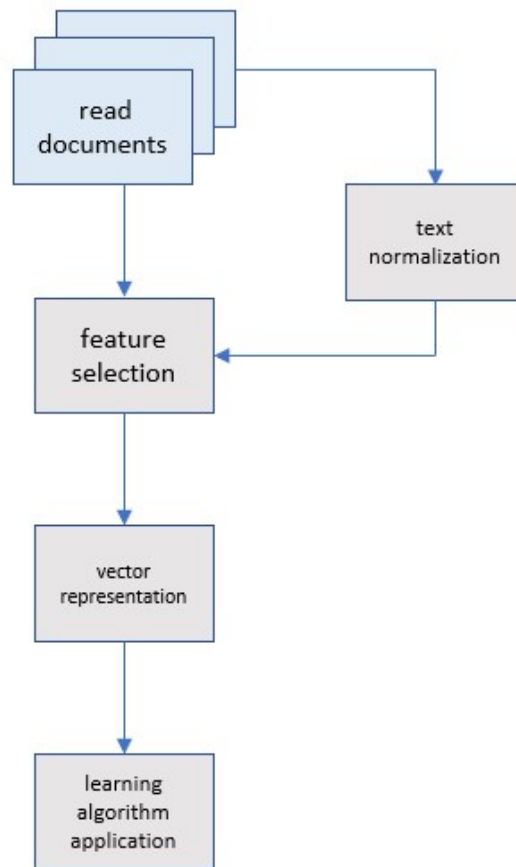 read
documents
text
normalization
feature
selection
vector
representation
learning
algorithm
application